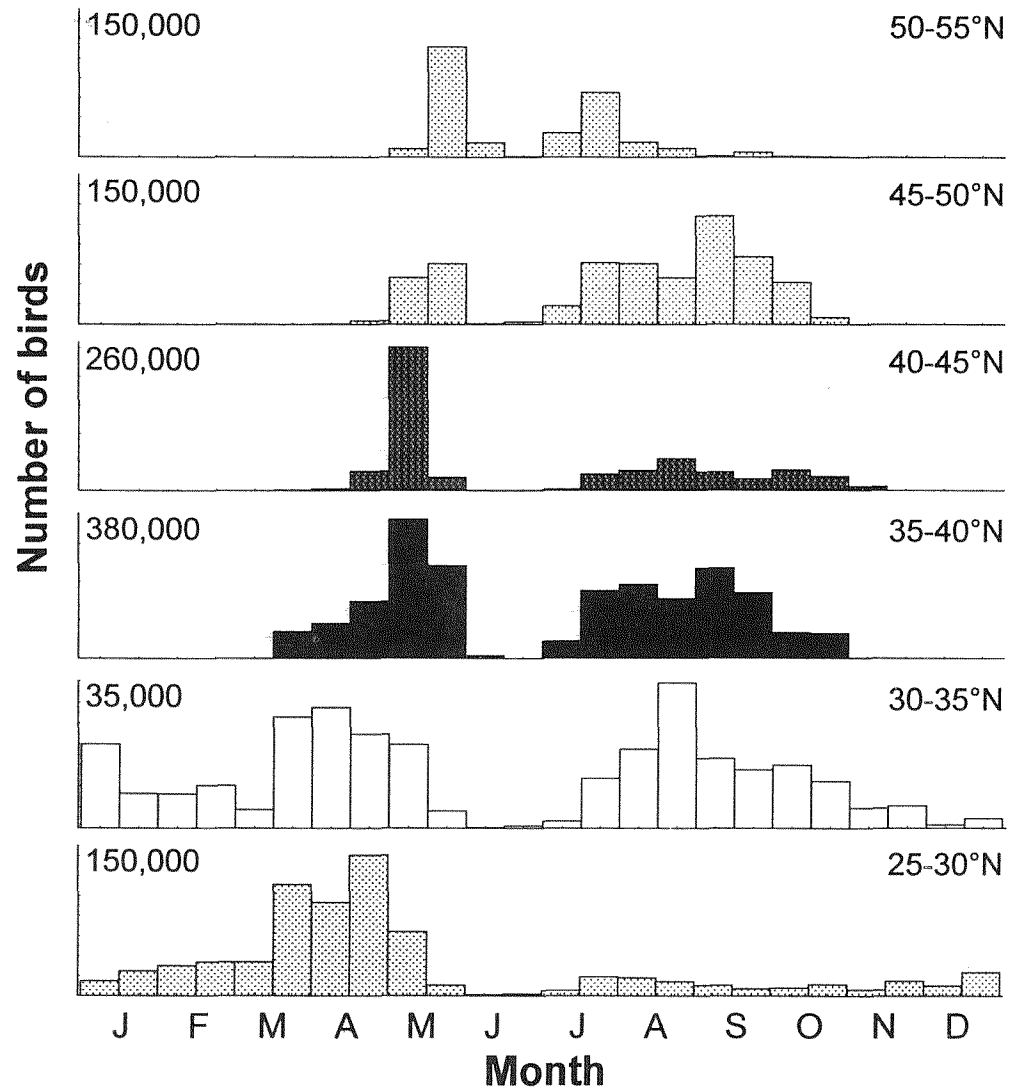 150,000 50-55°N
150,000 45-50°N
260,000 40-45°N
380,000 35-40°N
35,000 30-35°N
150,000 25-30°N
Number of birds
J F M A M J J A S O N D
Month